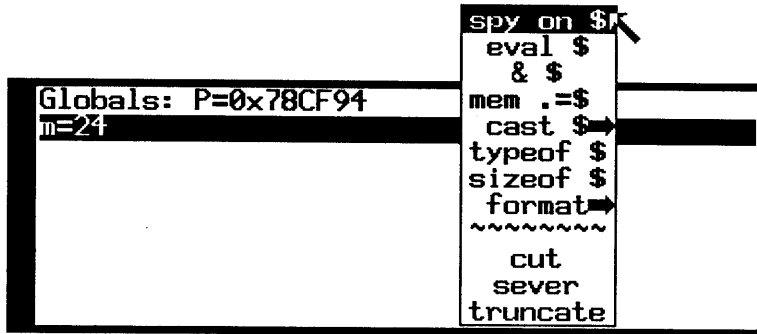 Globals: P=0x78CF94
m=24
spy on $
eval $
& $
mem .=$
cast $
typeof $
sizeof $
format
~~~~~~~~
cut
sever
truncate